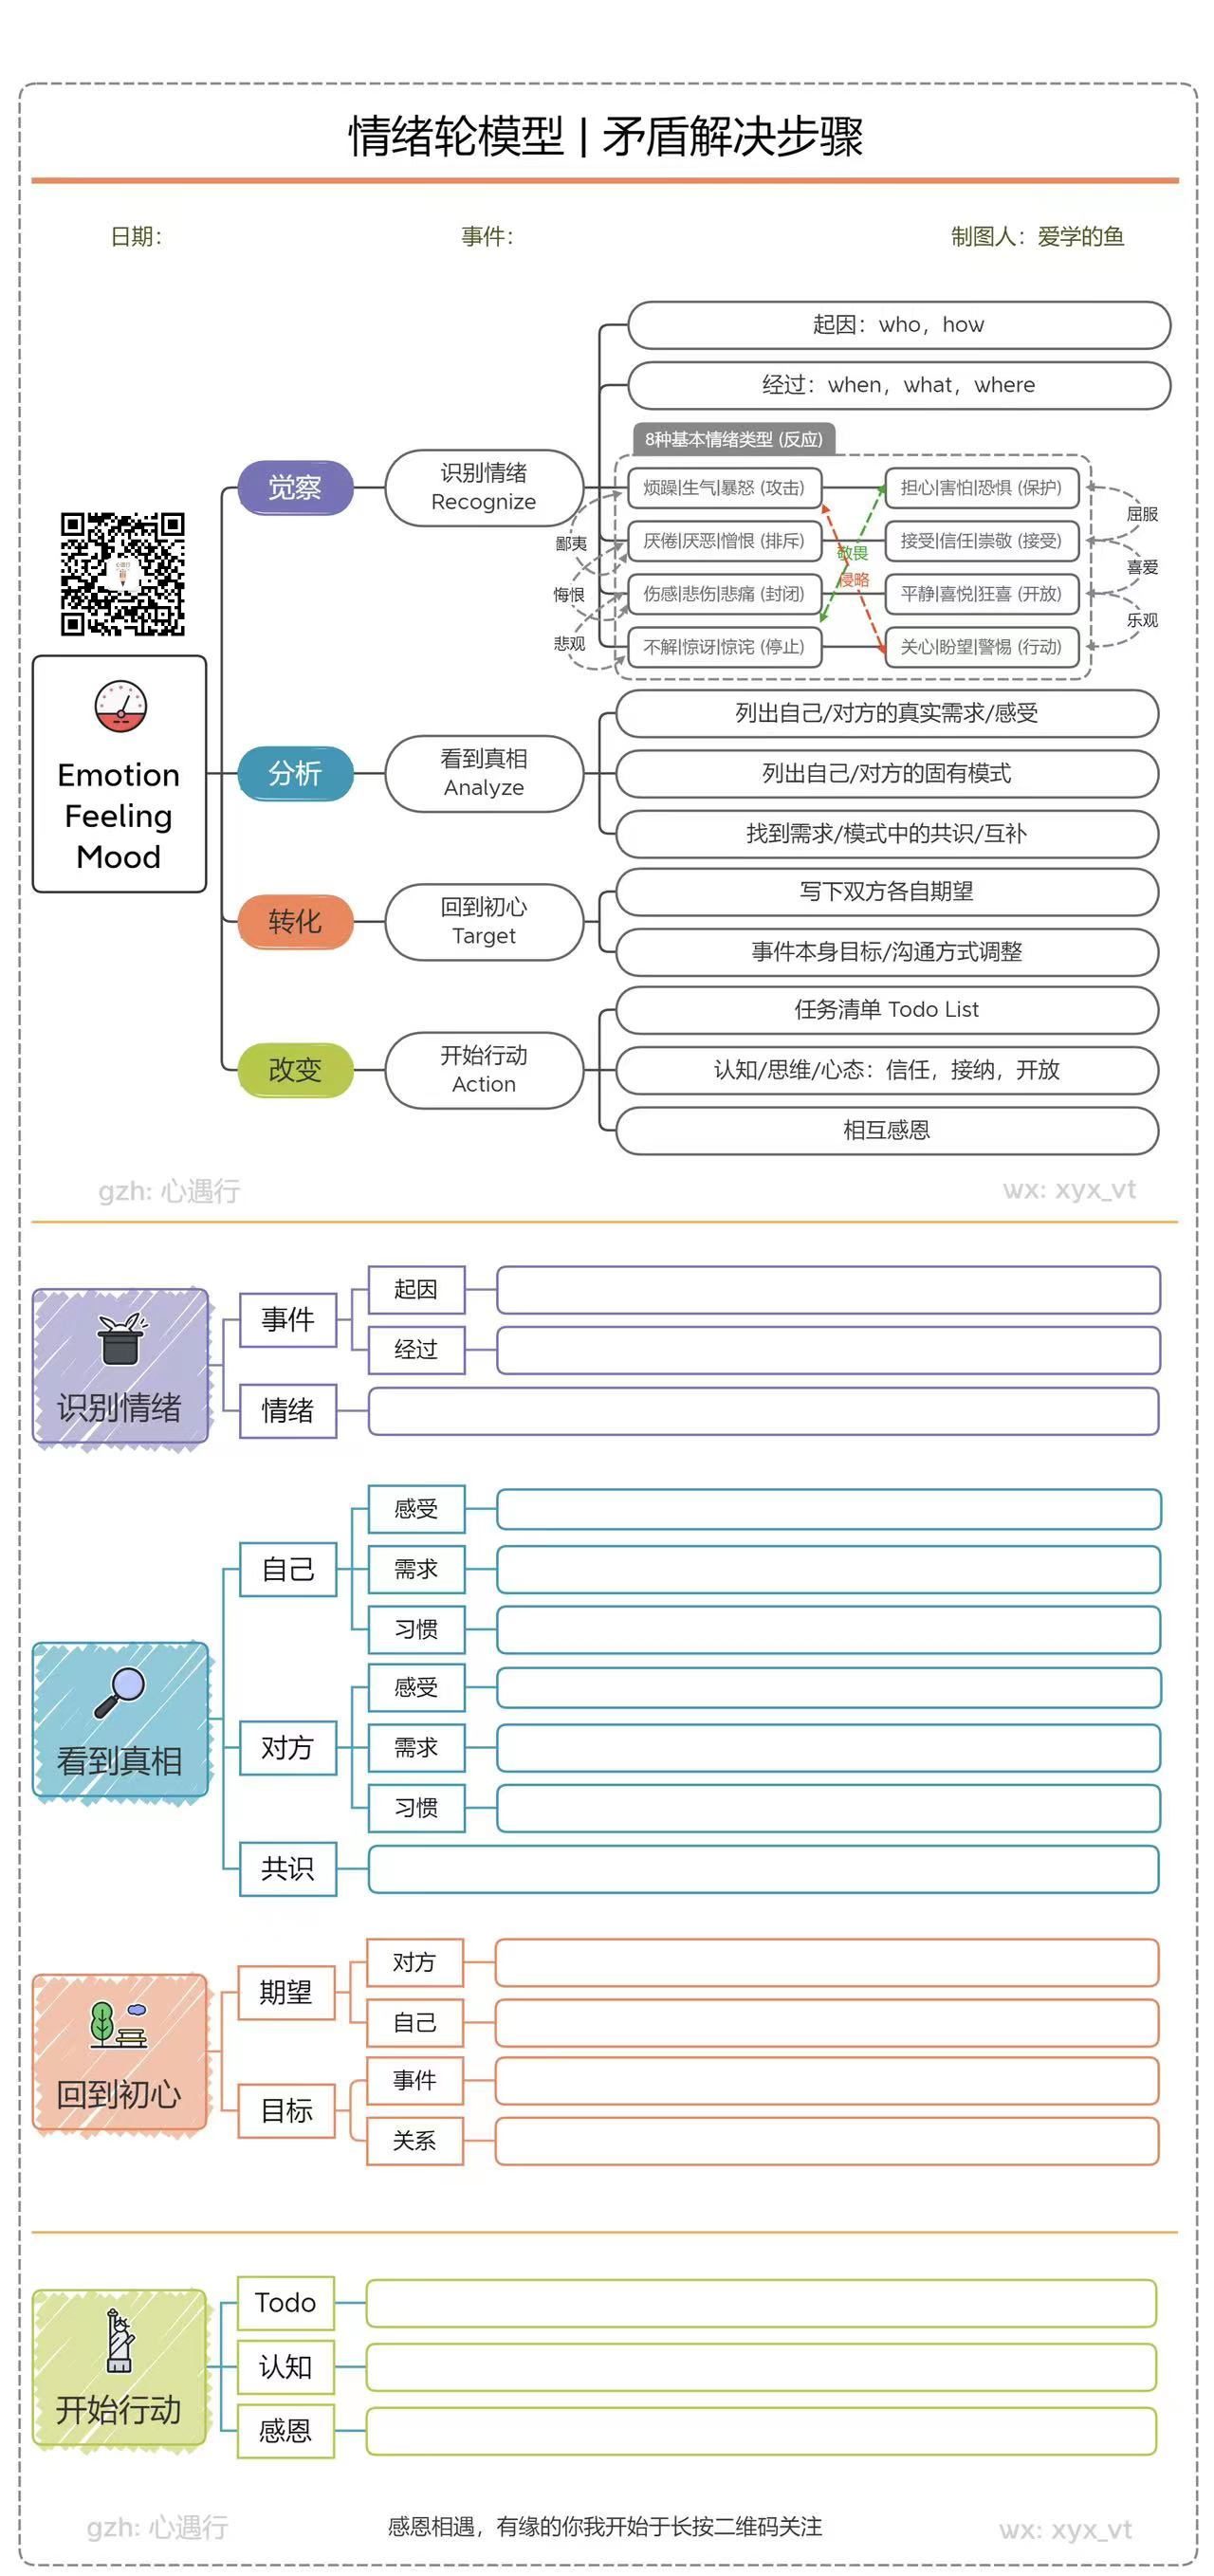 情绪轮模型 | 矛盾解决步骤
日期：
事件：
制图人：爱学的鱼
起因：who，how
经过：when，what，where
8种基本情绪类型 (反应)
觉察
识别情绪
Recognize
烦躁|生气|暴怒 (攻击)
担心|害怕|恐惧 (保护)
厌倦|厌恶|憎恨 (排斥)
接受|信任|崇敬 (接受)
伤感|悲伤|悲痛 (封闭)
平静|喜悦|狂喜 (开放)
不解|惊讶|惊诧 (停止)
关心|盼望|警惕 (行动)
鄙夷
悔恨
悲观
敬畏
侵略
屈服
喜爱
乐观
Emotion
Feeling
Mood
分析
看到真相
Analyze
列出自己/对方的真实需求/感受
列出自己/对方的固有模式
找到需求/模式中的共识/互补
转化
回到初心
Target
写下双方各自期望
事件本身目标/沟通方式调整
改变
开始行动
Action
任务清单 Todo List
认知/思维/心态：信任，接纳，开放
相互感恩
gzh: 心遇行
wx: xyx_vt
识别情绪
事件
起因
经过
情绪
看到真相
自己
感受
需求
习惯
对方
感受
需求
习惯
共识
回到初心
期望
对方
自己
目标
事件
关系
开始行动
Todo
认知
感恩
gzh: 心遇行
感恩相遇，有缘的你我开始于长按二维码关注
wx: xyx_vt